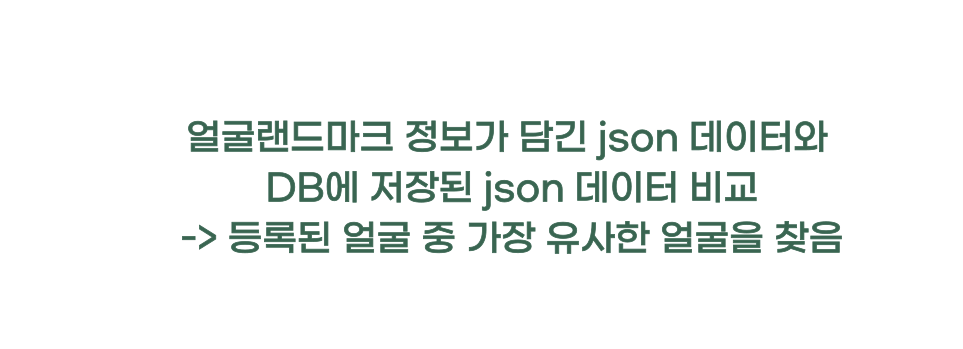 얼굴랜드마크 정보가 담긴 json 데이터와
DB에 저장된 json 데이터 비교
-> 등록된 얼굴 중 가장 유사한 얼굴을 찾음